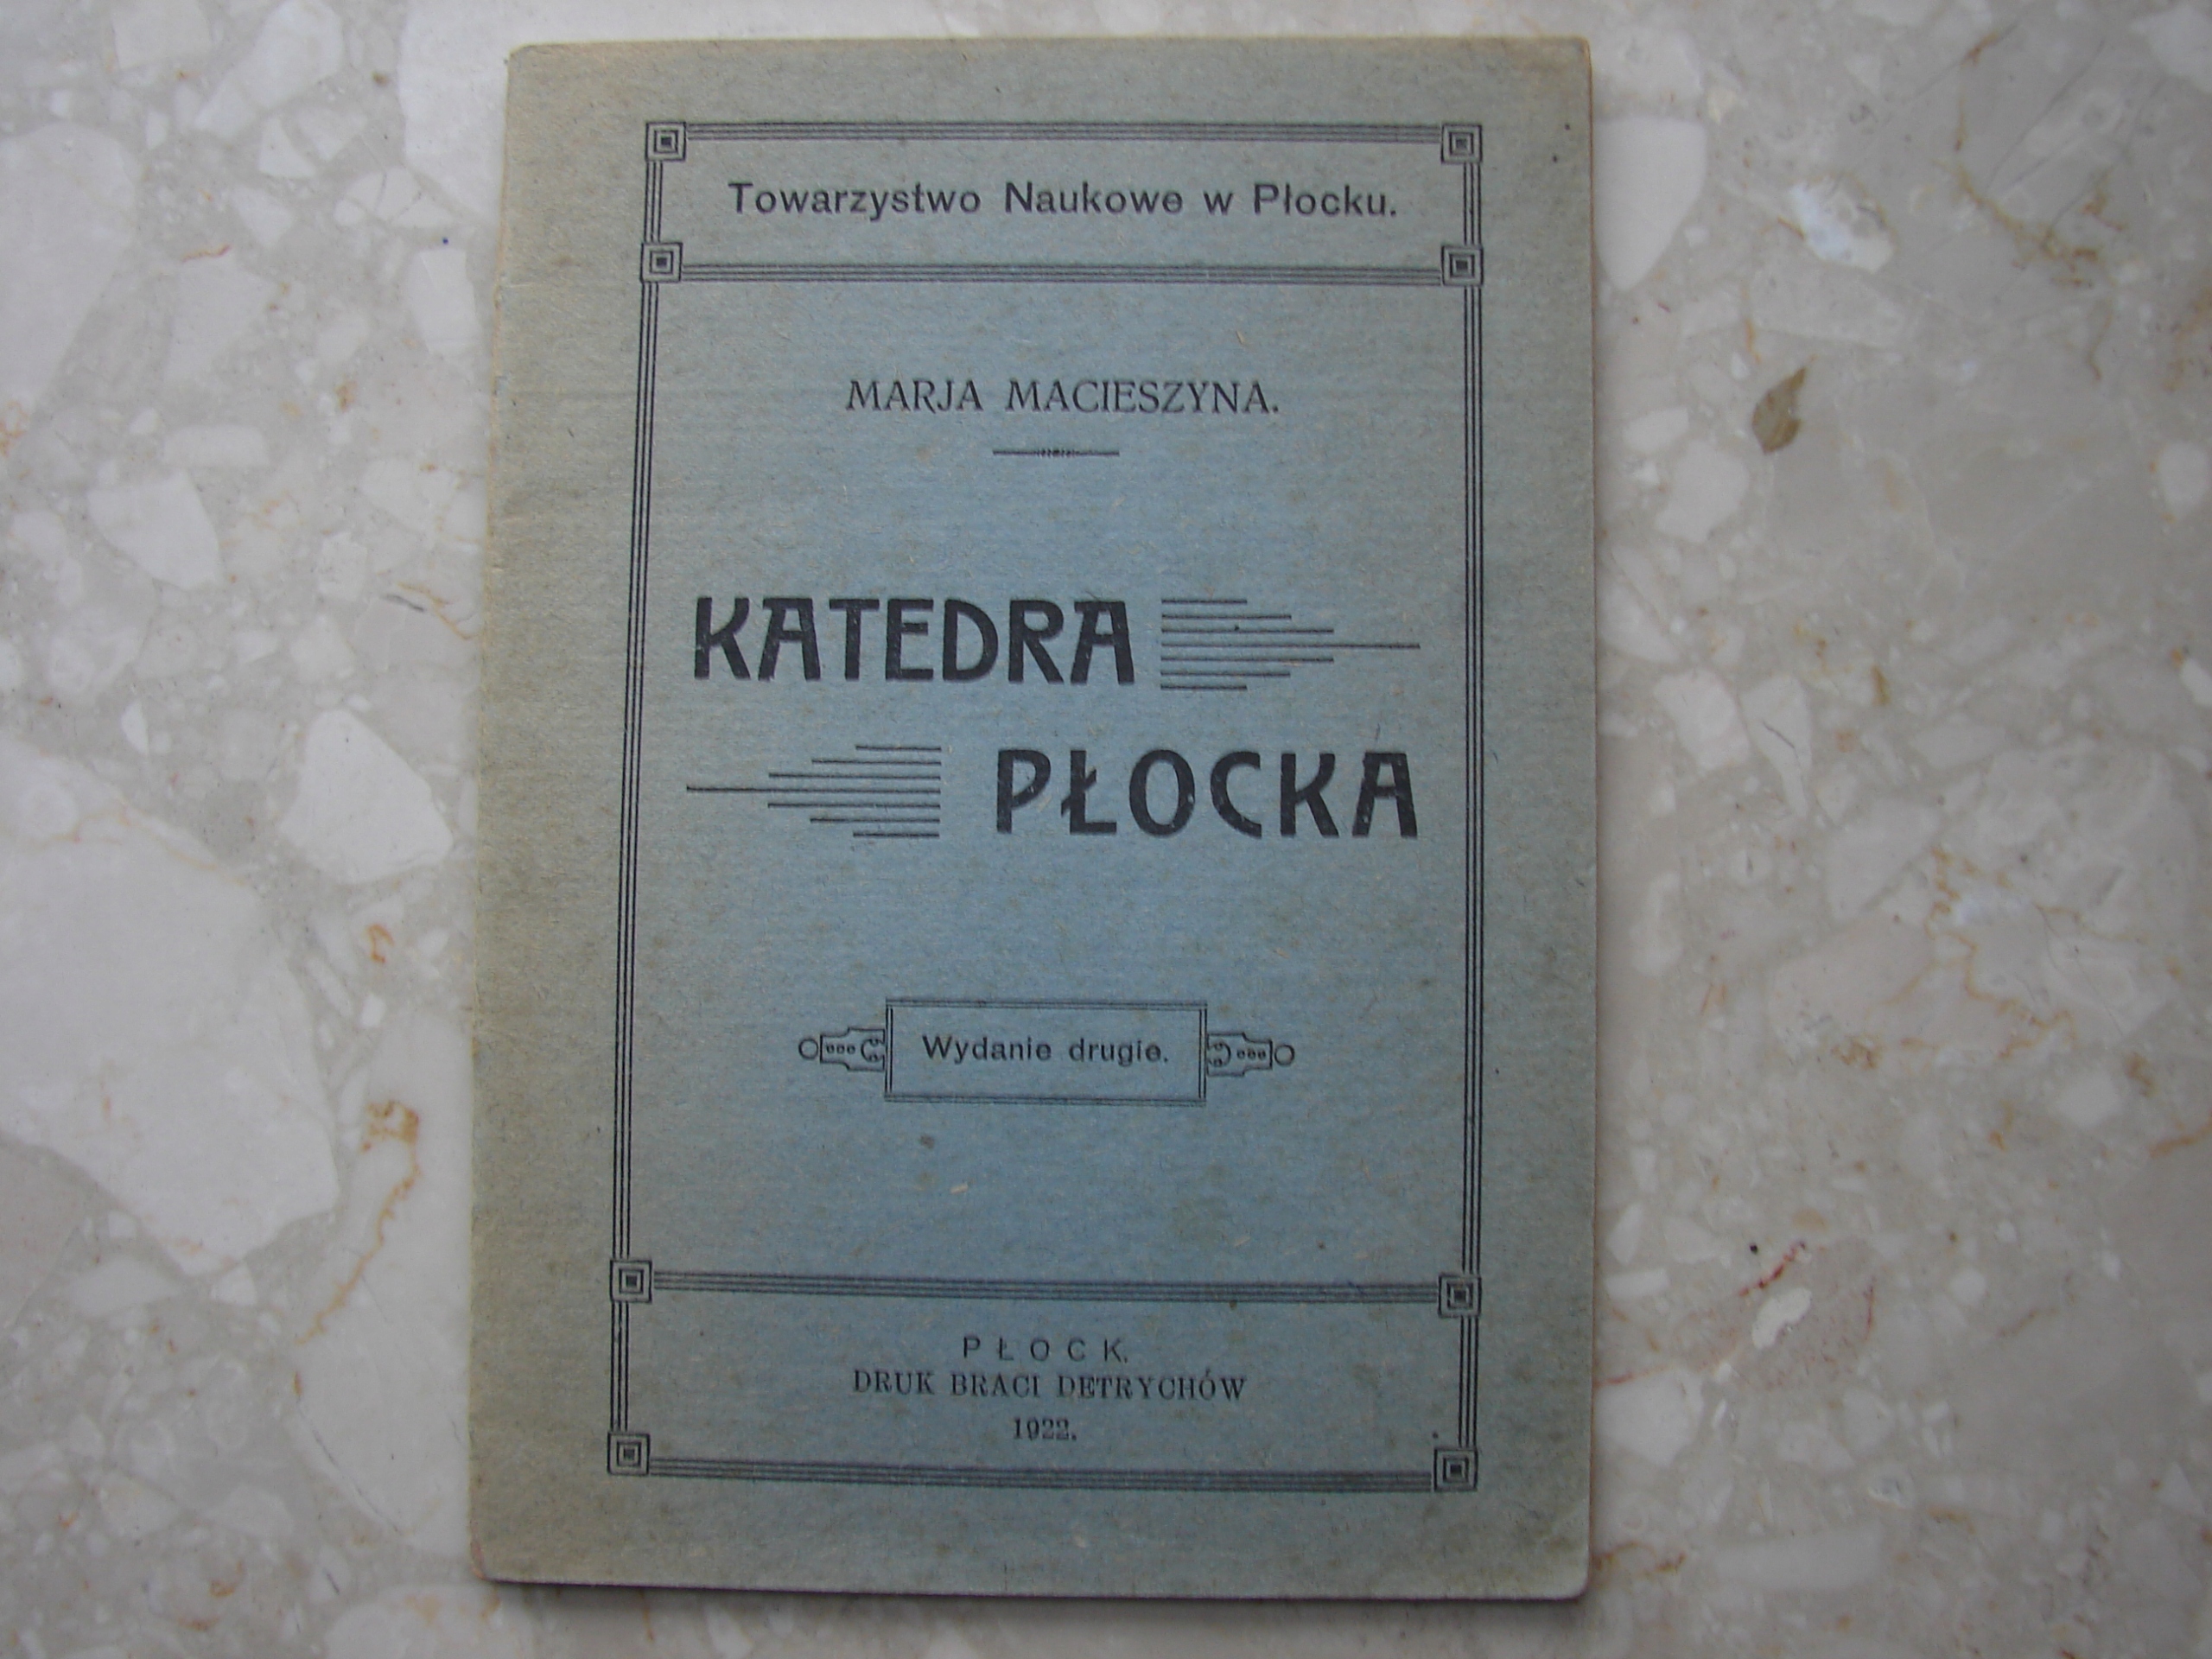 Towarzystwo Naukowe w Płocku.
MARJA MACIESZYNA.
KATEDRA
PŁOCKA
Wydanie drugie.
PŁOCK.
DRUK BRACI DETRYCHÓW
1922.